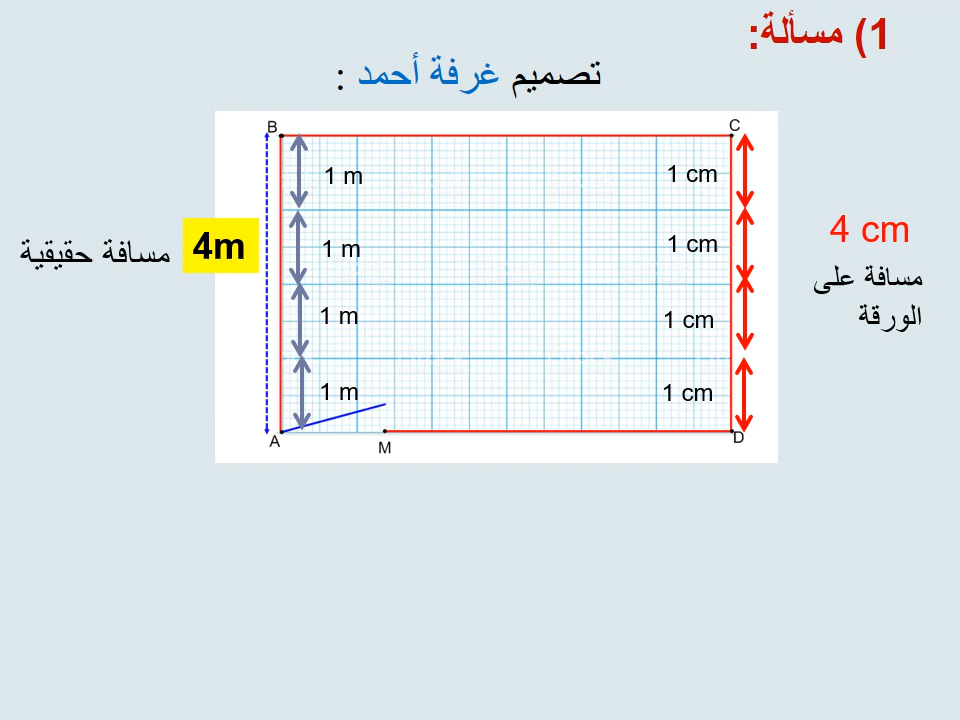 1) مسألة:
تصميم غرفة أحمد :
B
C
1 m
1 cm
4 cm
4m
مسافة حقيقية
1 m
1 cm
مسافة على
الورقة
1 m
1 cm
1 m
1 cm
A
M
D